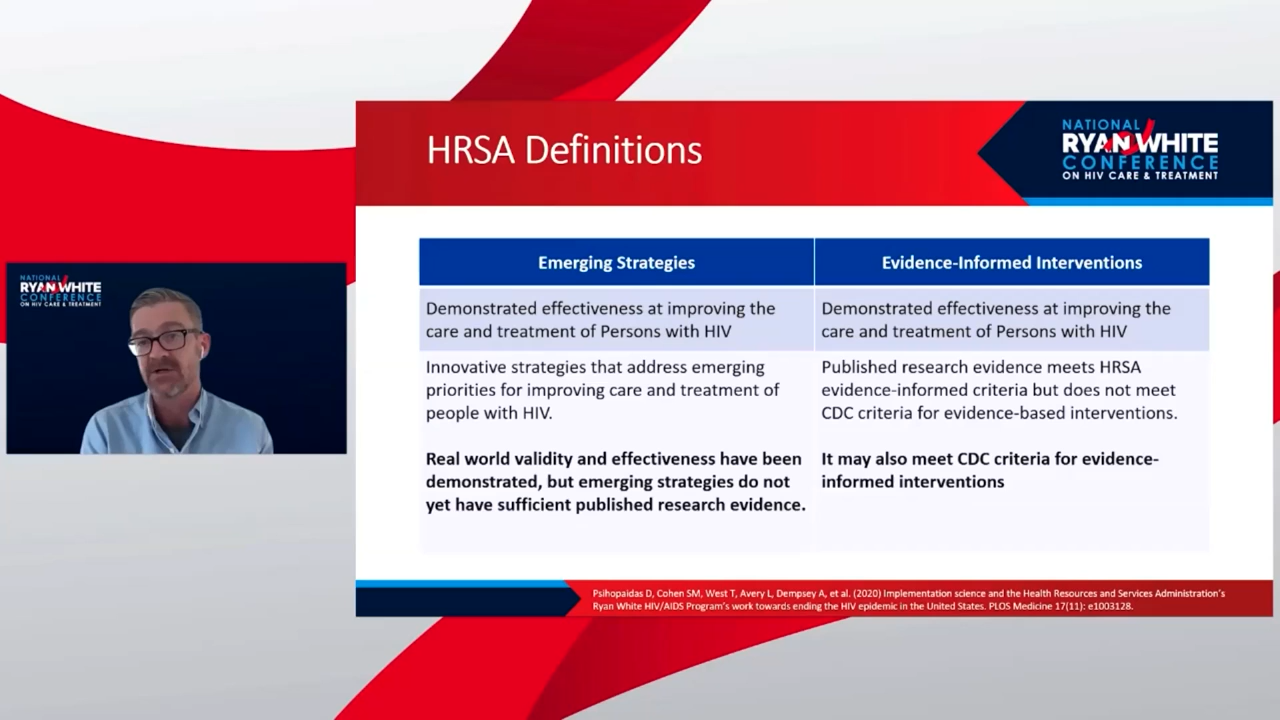 HRSA Definitions
NATIONAL
RYAN WHITE
CONFERENCE
ON HIV CARE & TREATMENT
NATIONAL
RYAN WHITE
CONFERENCE
ON HIV CARE & TREATMENT
Emerging Strategies
Demonstrated effectiveness at improving the
care and treatment of Persons with HIV
Innovative strategies that address emerging
priorities for improving care and treatment of
people with HIV.
Real world validity and effectiveness have been
demonstrated, but emerging strategies do not
yet have sufficient published research evidence.
Evidence-Informed Interventions
Demonstrated effectiveness at improving the
care and treatment of Persons with HIV
Published research evidence meets HRSA
evidence-informed criteria but does not meet
CDC criteria for evidence-based interventions.
It may also meet CDC criteria for evidence-
informed interventions
Psihopaidas D, Cohen SM, West T, Avery L, Dempsey A, et al. (2020) Implementation science and the Health Resources and Services Administration's
Ryan White HIV/AIDS Program's work towards ending the HIV epidemic in the United States. PLOS Medicine 17(11): e1003128.